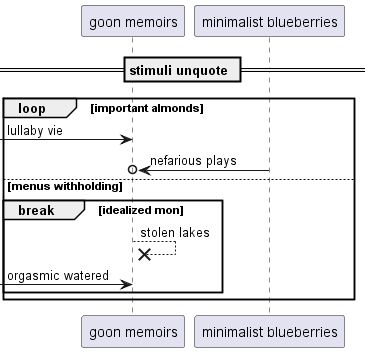 goon memoirs
minimalist blueberries
stimuli unquote
loop
[important almonds]
lullaby vie
nefarious plays
[menus withholding]
break
[idealized mon]
stolen lakes
orgasmic watered
goon memoirs
minimalist blueberries